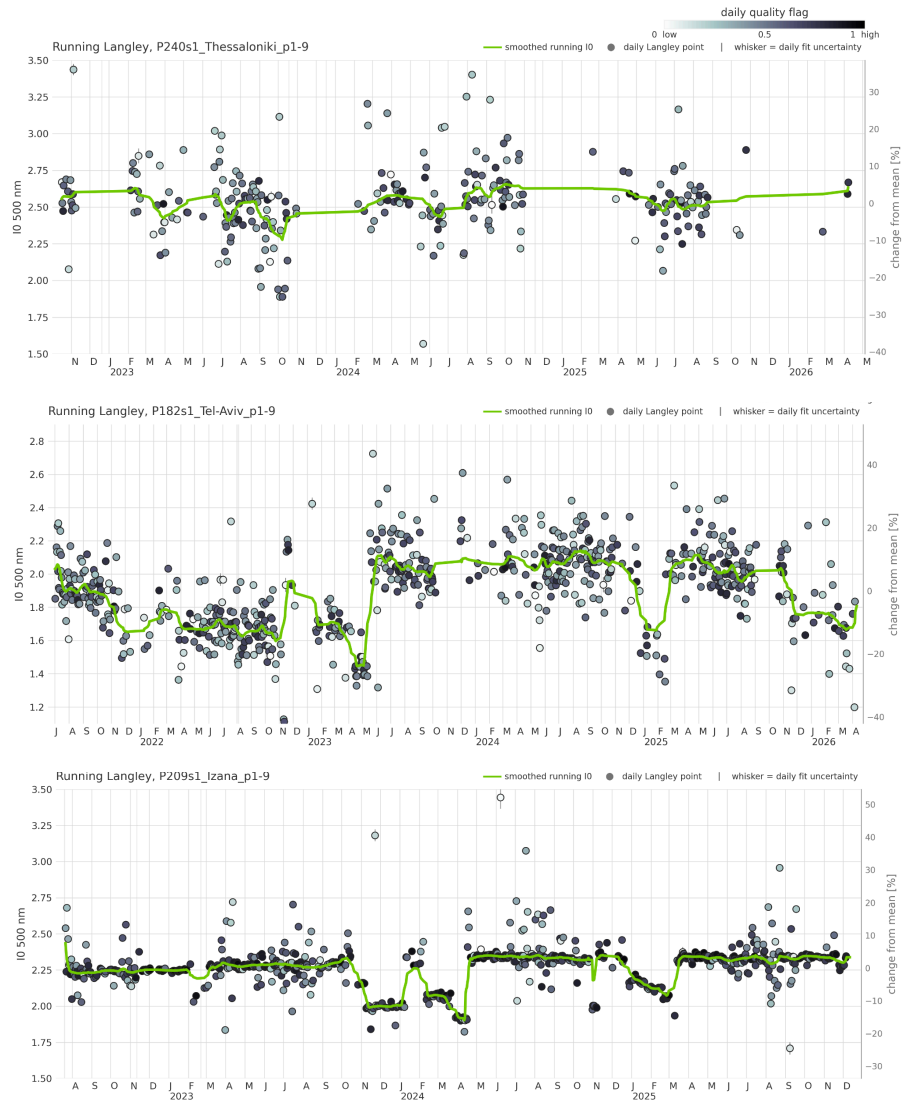 daily quality flag
0 low 0.5 1 high
Running Langley, P240s1_Thessaloniki_p1-9
smoothed running I0 daily Langley point | whisker = daily fit uncertainty
3.50
3.25
3.00
2.75
2.50
2.25
2.00
1.75
1.50
I0 500 nm
30
20
10
0
−10
−20
−30
−40
change from mean [%]
N D J F M A M J J A S O N D J F M A M J J A S O N D J F M A M J J A S O N D J F M A M
2023 2024 2025 2026
Running Langley, P182s1_Tel-Aviv_p1-9
smoothed running I0 daily Langley point | whisker = daily fit uncertainty
2.8
2.6
2.4
2.2
2.0
1.8
1.6
1.4
1.2
I0 500 nm
40
20
0
−20
−40
change from mean [%]
J A S O N D J F M A M J J A S O N D J F M A M J J A S O N D J F M A M J J A S O N D J F M A M J J A S O N D J F M A
2022 2023 2024 2025 2026
Running Langley, P209s1_Izana_p1-9
smoothed running I0 daily Langley point | whisker = daily fit uncertainty
3.50
3.25
3.00
2.75
2.50
2.25
2.00
1.75
1.50
I0 500 nm
50
40
30
20
10
0
−10
−20
−30
change from mean [%]
A S O N D J F M A M J J A S O N D J F M A M J J A S O N D J F M A M J J A S O N D
2023 2024 2025